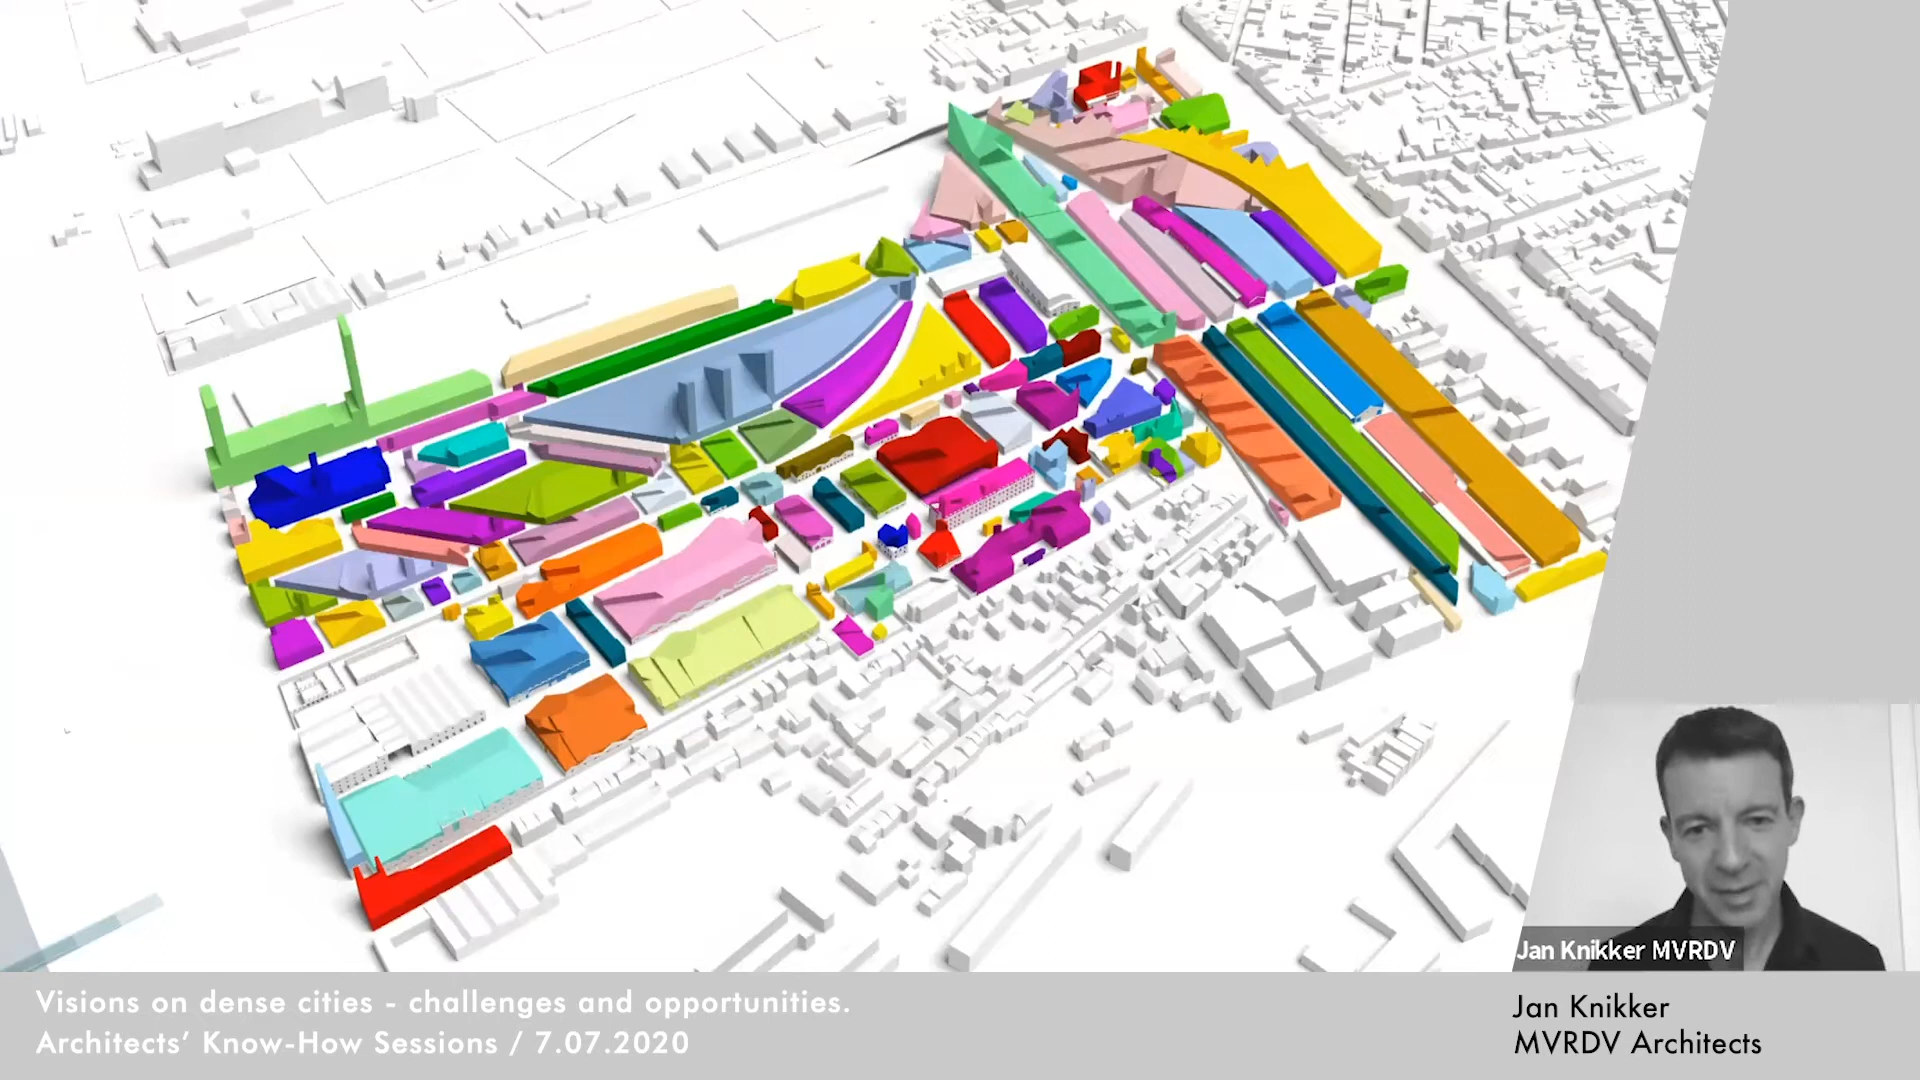 Jan Knikker MVRDV
Visions on dense cities - challenges and opportunities.
Architects’ Know-How Sessions / 7.07.2020
Jan Knikker
MVRDV Architects